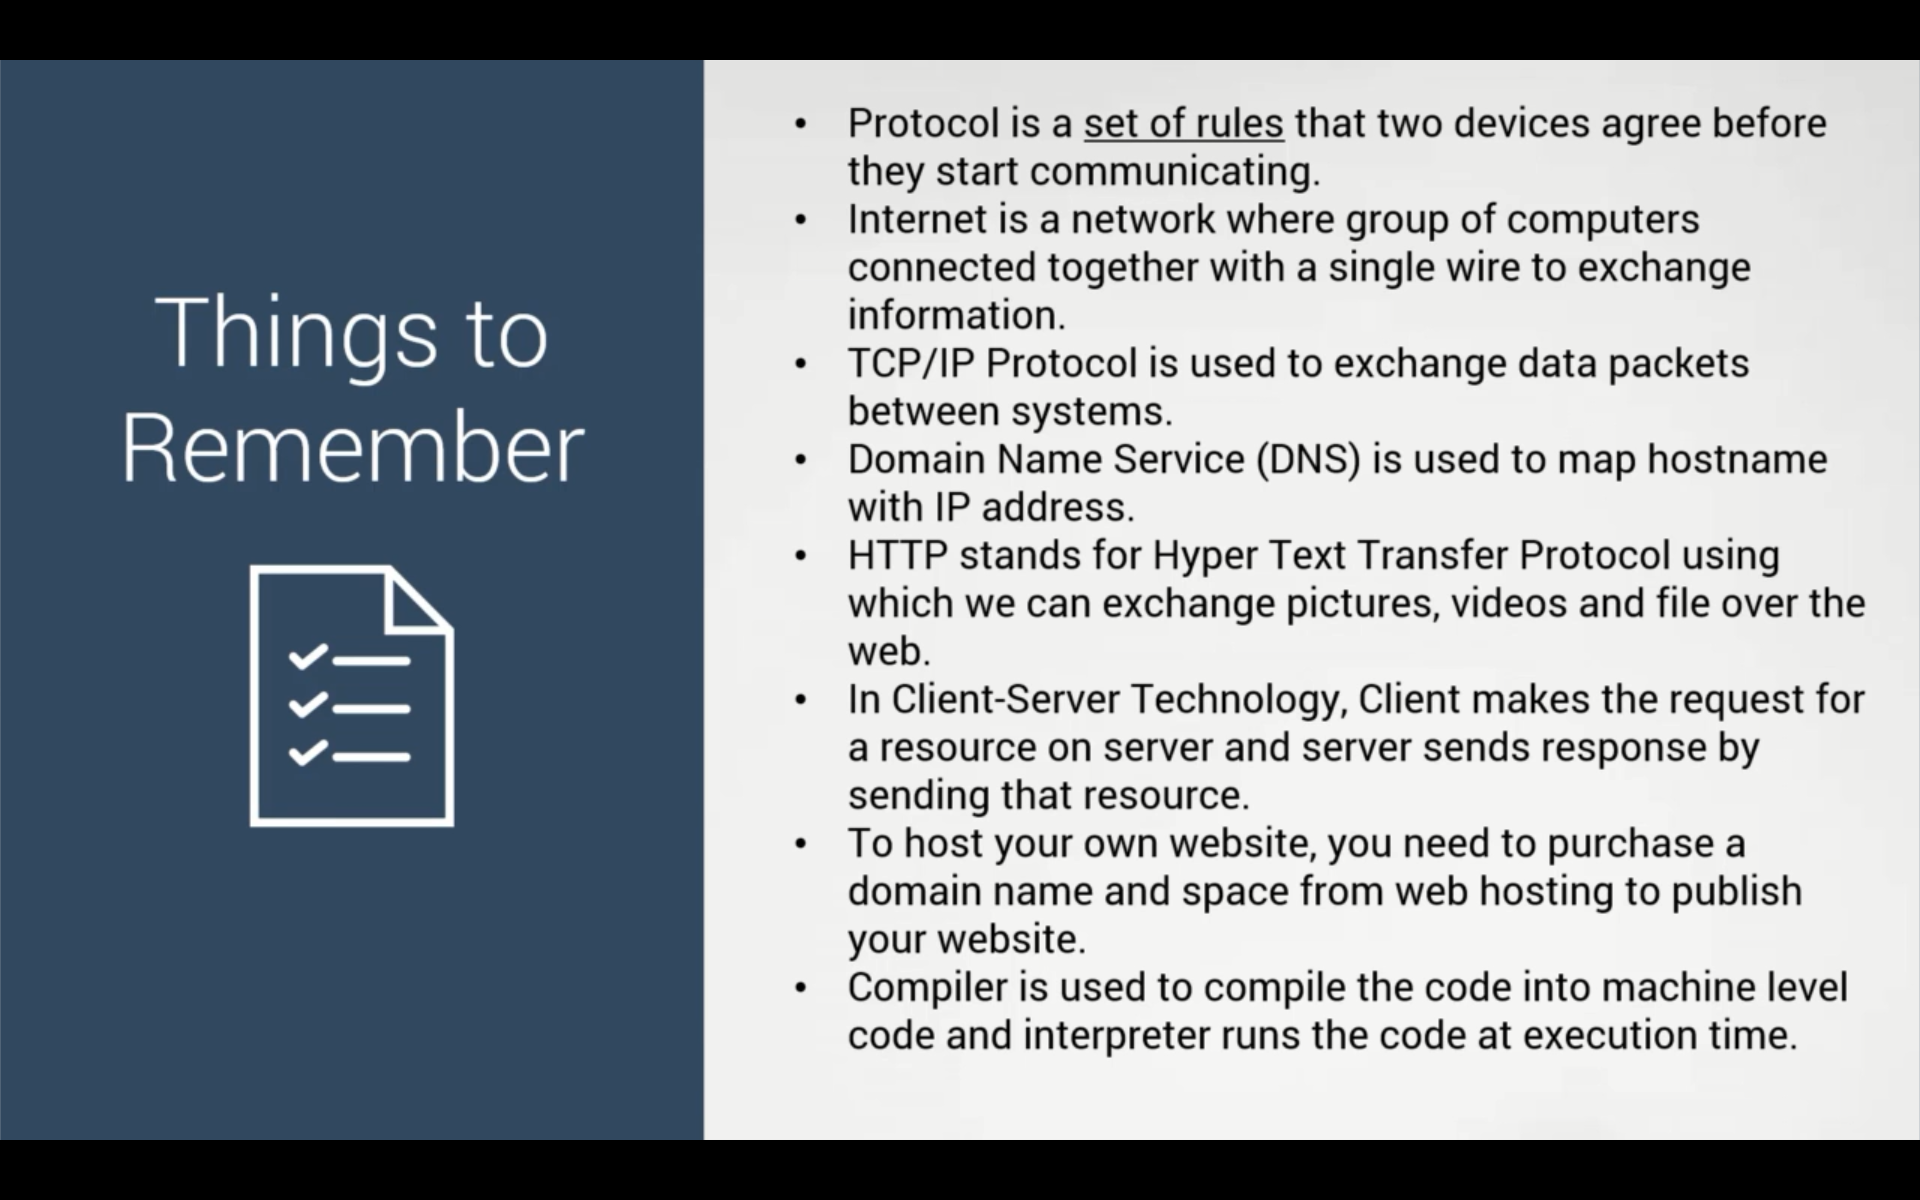 Things to
Remember
• Protocol is a set of rules that two devices agree before
they start communicating.
• Internet is a network where group of computers
connected together with a single wire to exchange
information.
• TCP/IP Protocol is used to exchange data packets
between systems.
• Domain Name Service (DNS) is used to map hostname
with IP address.
• HTTP stands for Hyper Text Transfer Protocol using
which we can exchange pictures, videos and file over the
web.
• In Client-Server Technology, Client makes the request for
a resource on server and server sends response by
sending that resource.
• To host your own website, you need to purchase a
domain name and space from web hosting to publish
your website.
• Compiler is used to compile the code into machine level
code and interpreter runs the code at execution time.